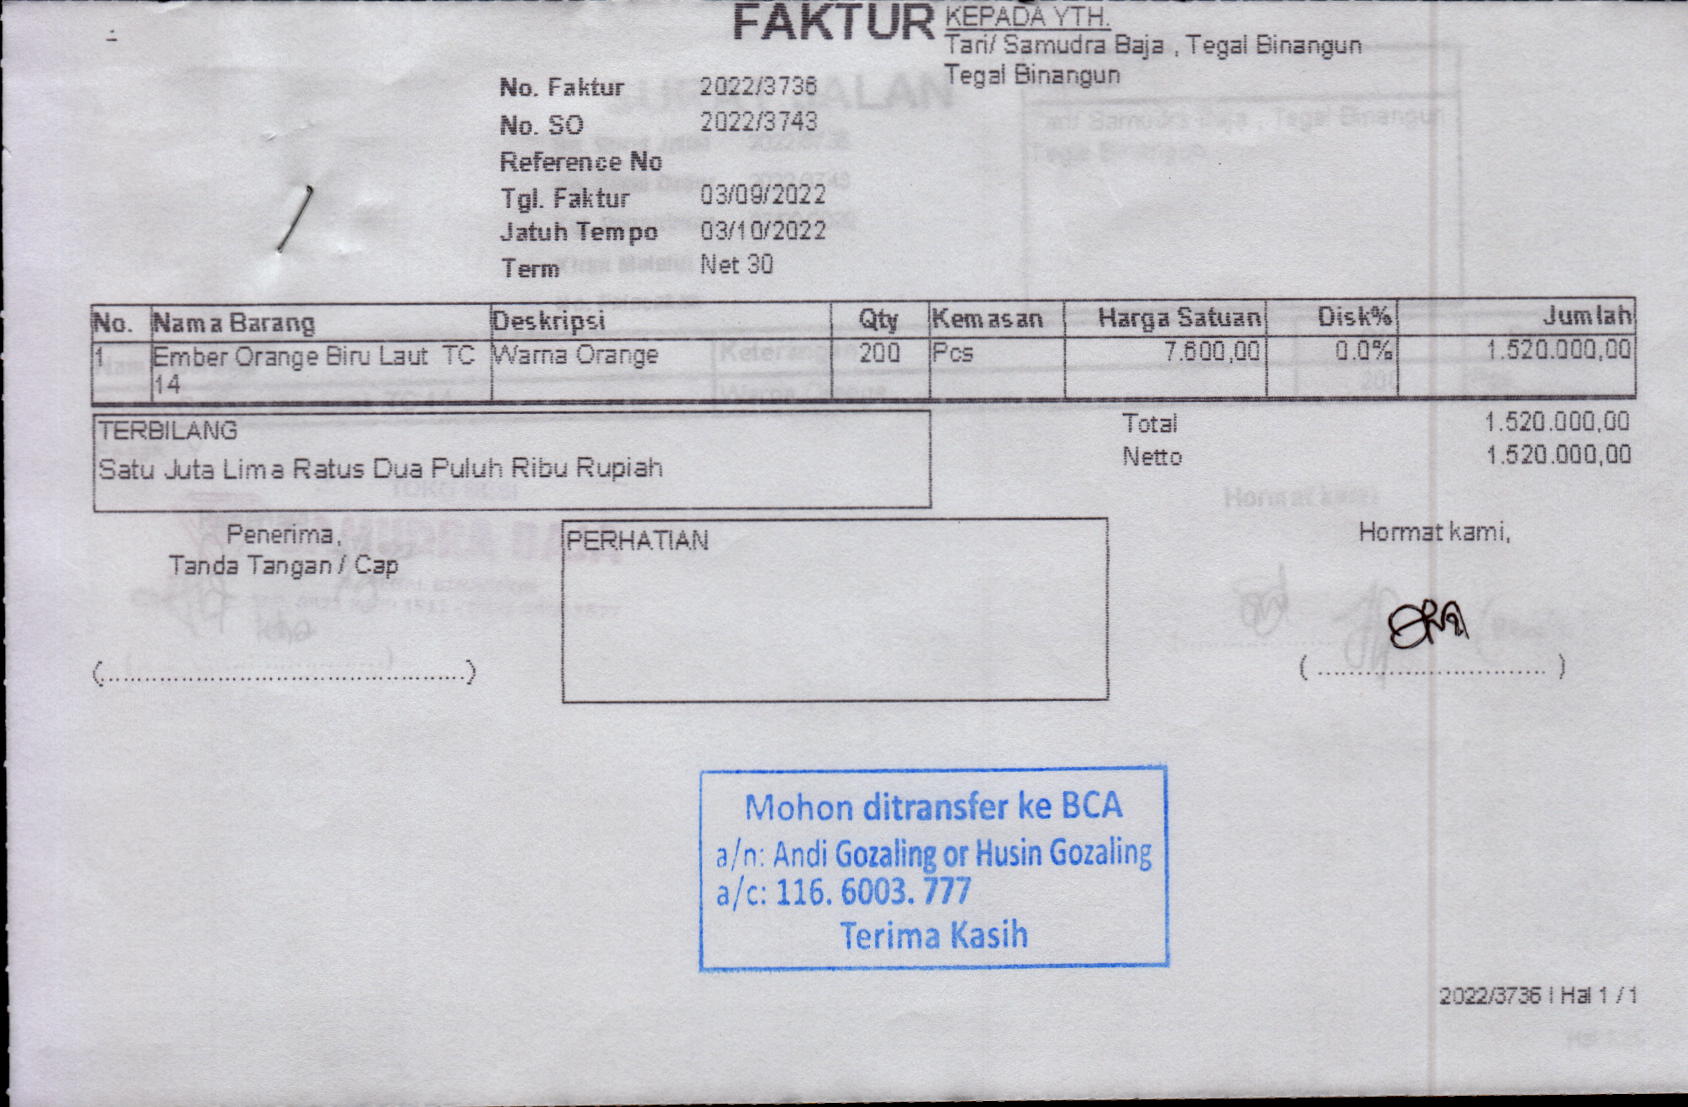 FAKTUR
KEPADA YTH.
Tari/ Samudra Baja , Tegal Binangun
Tegal Binangun
No. Faktur 2022/3736
No. SO 2022/3743
Reference No
Tgl. Faktur 03/09/2022
Jatuh Tempo 03/10/2022
Term Net 30
No. Nama Barang Deskripsi Qty Kemasan Harga Satuan Disk% Jumlah
1 Ember Orange Biru Laut TC Warna Orange 200 Pcs 7.600,00 0.0% 1.520.000,00
14
TERBILANG
Satu Juta Lima Ratus Dua Puluh Ribu Rupiah
Total 1.520.000,00
Netto 1.520.000,00
Penerima,
Tanda Tangan / Cap
PERHATIAN
Hormat kami,
(................................................)
( .............................. )
Mohon ditransfer ke BCA
a/n: Andi Gozaling or Husin Gozaling
a/c: 116. 6003. 777
Terima Kasih
2022/3736 | Hal 1 / 1